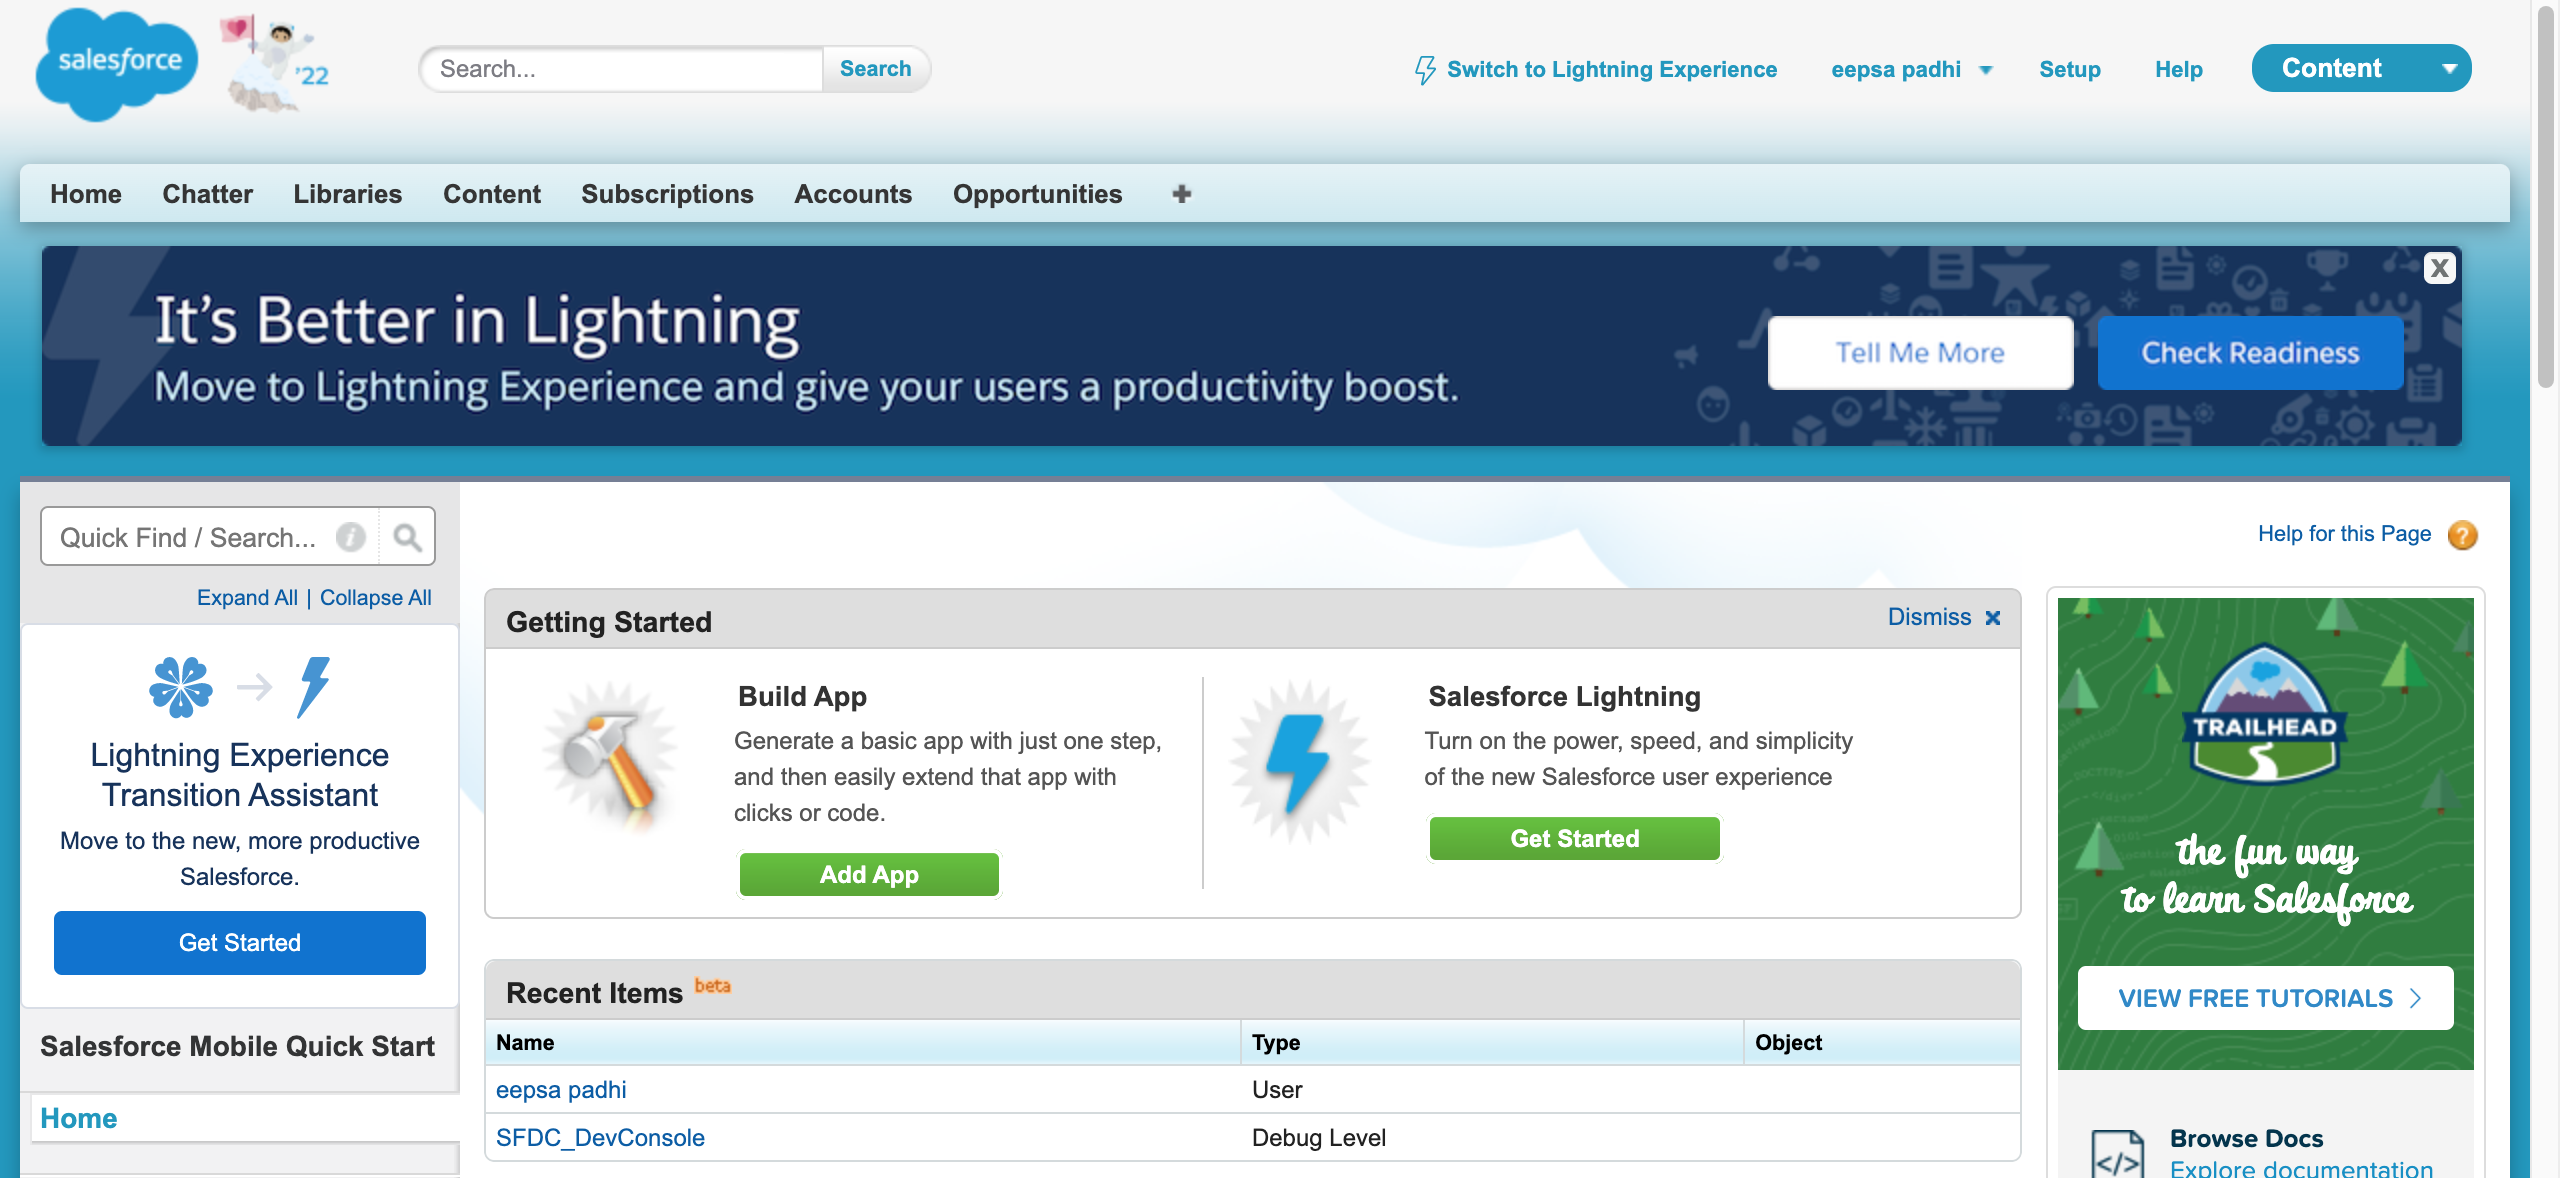 salesforce
'22
Search...
Search
Switch to Lightning Experience
eepsa padhi
Setup
Help
Content
Home
Chatter
Libraries
Content
Subscriptions
Accounts
Opportunities
It's Better in Lightning
Move to Lightning Experience and give your users a productivity boost.
Tell Me More
Check Readiness
X
Quick Find / Search...
Expand All | Collapse All
Lightning Experience
Transition Assistant
Move to the new, more productive
Salesforce.
Get Started
Salesforce Mobile Quick Start
Home
Help for this Page
Getting Started
Dismiss
Build App
Generate a basic app with just one step,
and then easily extend that app with
clicks or code.
Add App
Salesforce Lightning
Turn on the power, speed, and simplicity
of the new Salesforce user experience
Get Started
Recent Items beta
Name Type Object
eepsa padhi User
SFDC_DevConsole Debug Level
TRAILHEAD
the fun way
to learn Salesforce
VIEW FREE TUTORIALS
Browse Docs
Explore documentation